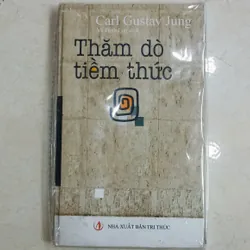 Carl Gustav Jung
Thăm dò
tiềm thức
NHÀ XUẤT BẢN TRI THỨC